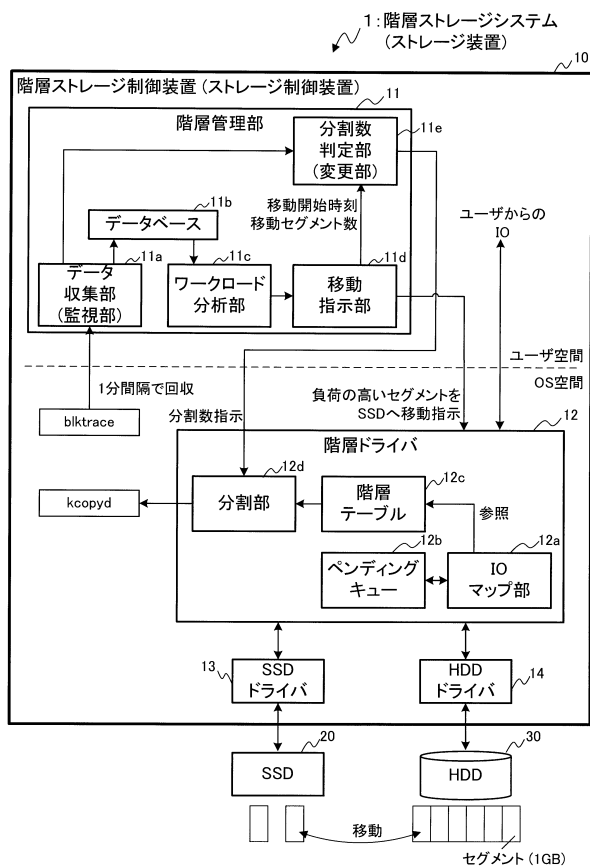 1:階層ストレージシステム
(ストレージ装置)
10
階層ストレージ制御装置(ストレージ制御装置)
11
階層管理部
分割数
判定部
(変更部)
11e
移動開始時刻
移動セグメント数
ユーザからの
IO
11b
データベース
11a
データ
収集部
(監視部)
11c
ワークロード
分析部
11d
移動
指示部
ユーザ空間
OS空間
1分間隔で回収
blktrace
分割数指示
負荷の高いセグメントを
SSDへ移動指示
12
階層ドライバ
12d
分割部
12c
階層
テーブル
kcopyd
参照
12b
ペンディング
キュー
12a
IO
マップ部
13
SSD
ドライバ
HDD
ドライバ
14
20
SSD
30
HDD
移動
セグメント(1GB)